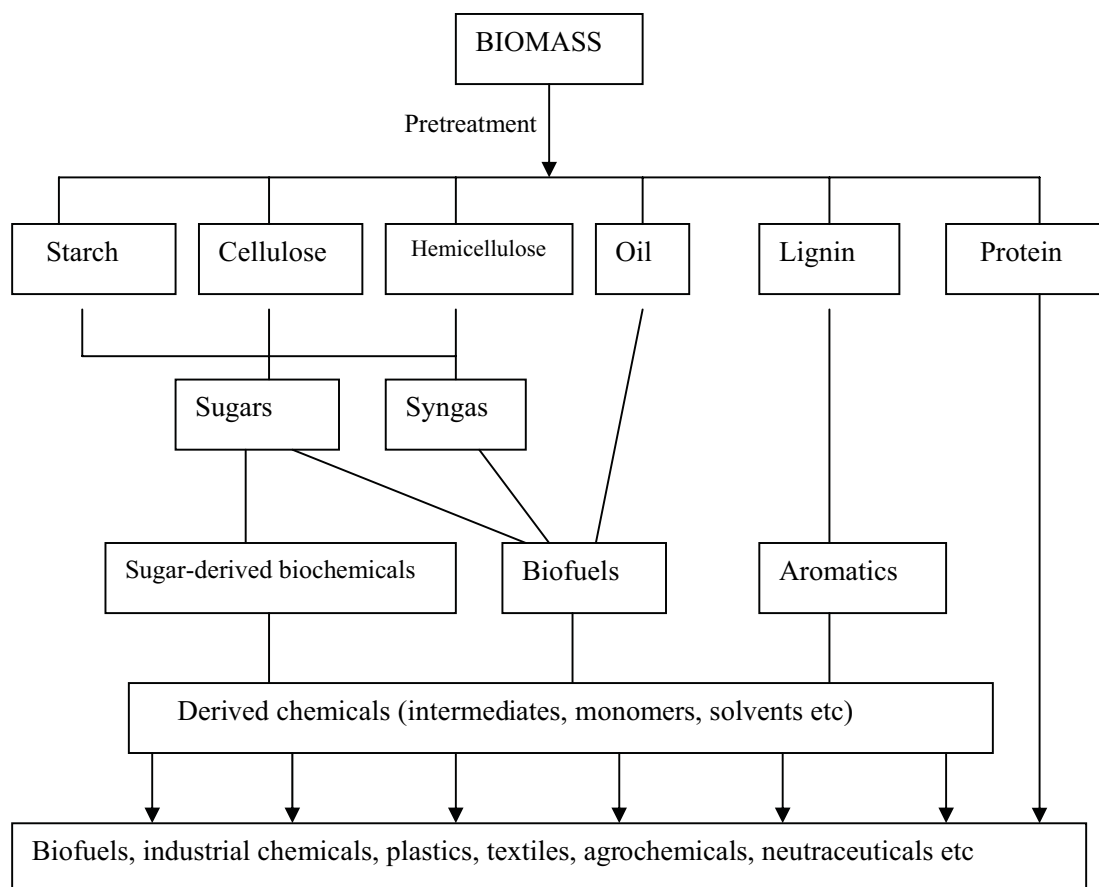 BIOMASS
Pretreatment
Starch
Cellulose
Hemicellulose
Oil
Lignin
Protein
Sugars
Syngas
Sugar-derived biochemicals
Biofuels
Aromatics
Derived chemicals (intermediates, monomers, solvents etc)
Biofuels, industrial chemicals, plastics, textiles, agrochemicals, neutraceuticals etc